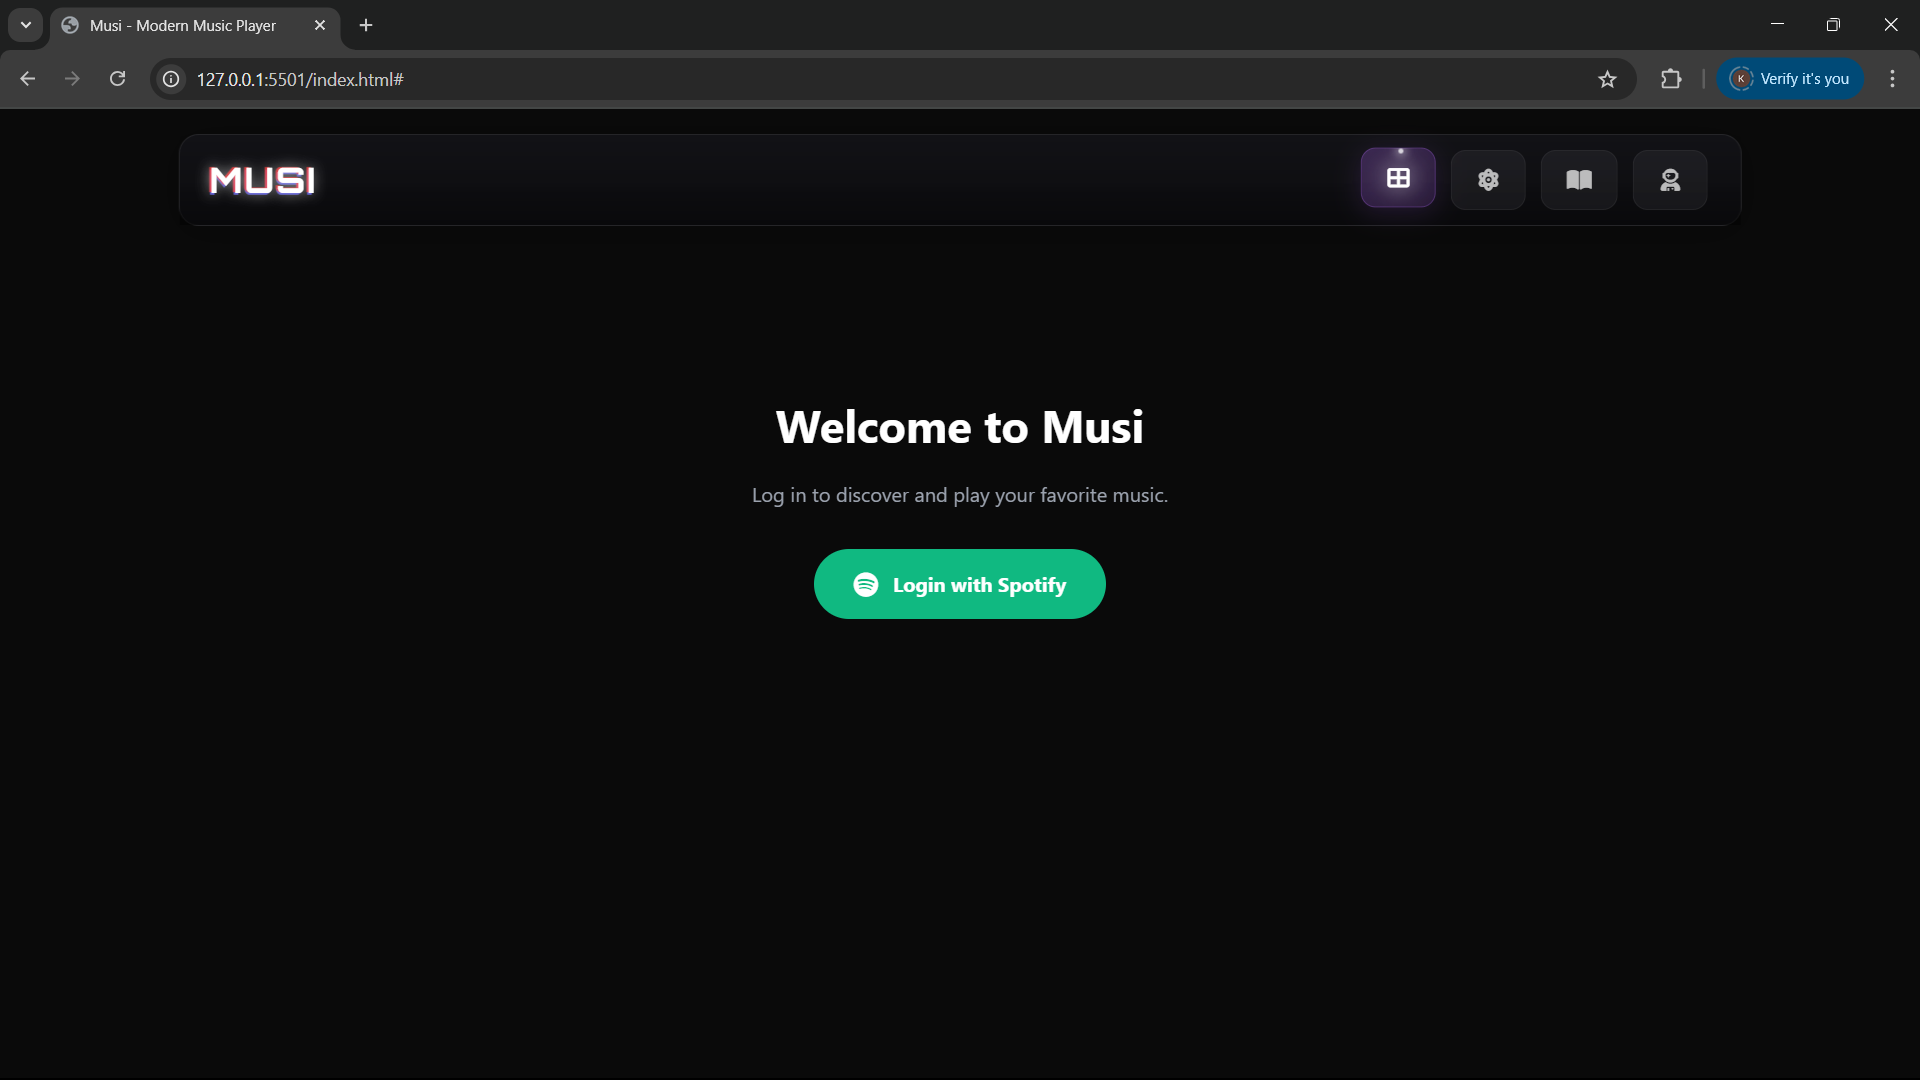 Musi - Modern Music Player
127.0.0.1:5501/index.html#
K
Verify it's you
MUSI
Welcome to Musi
Log in to discover and play your favorite music.
Login with Spotify